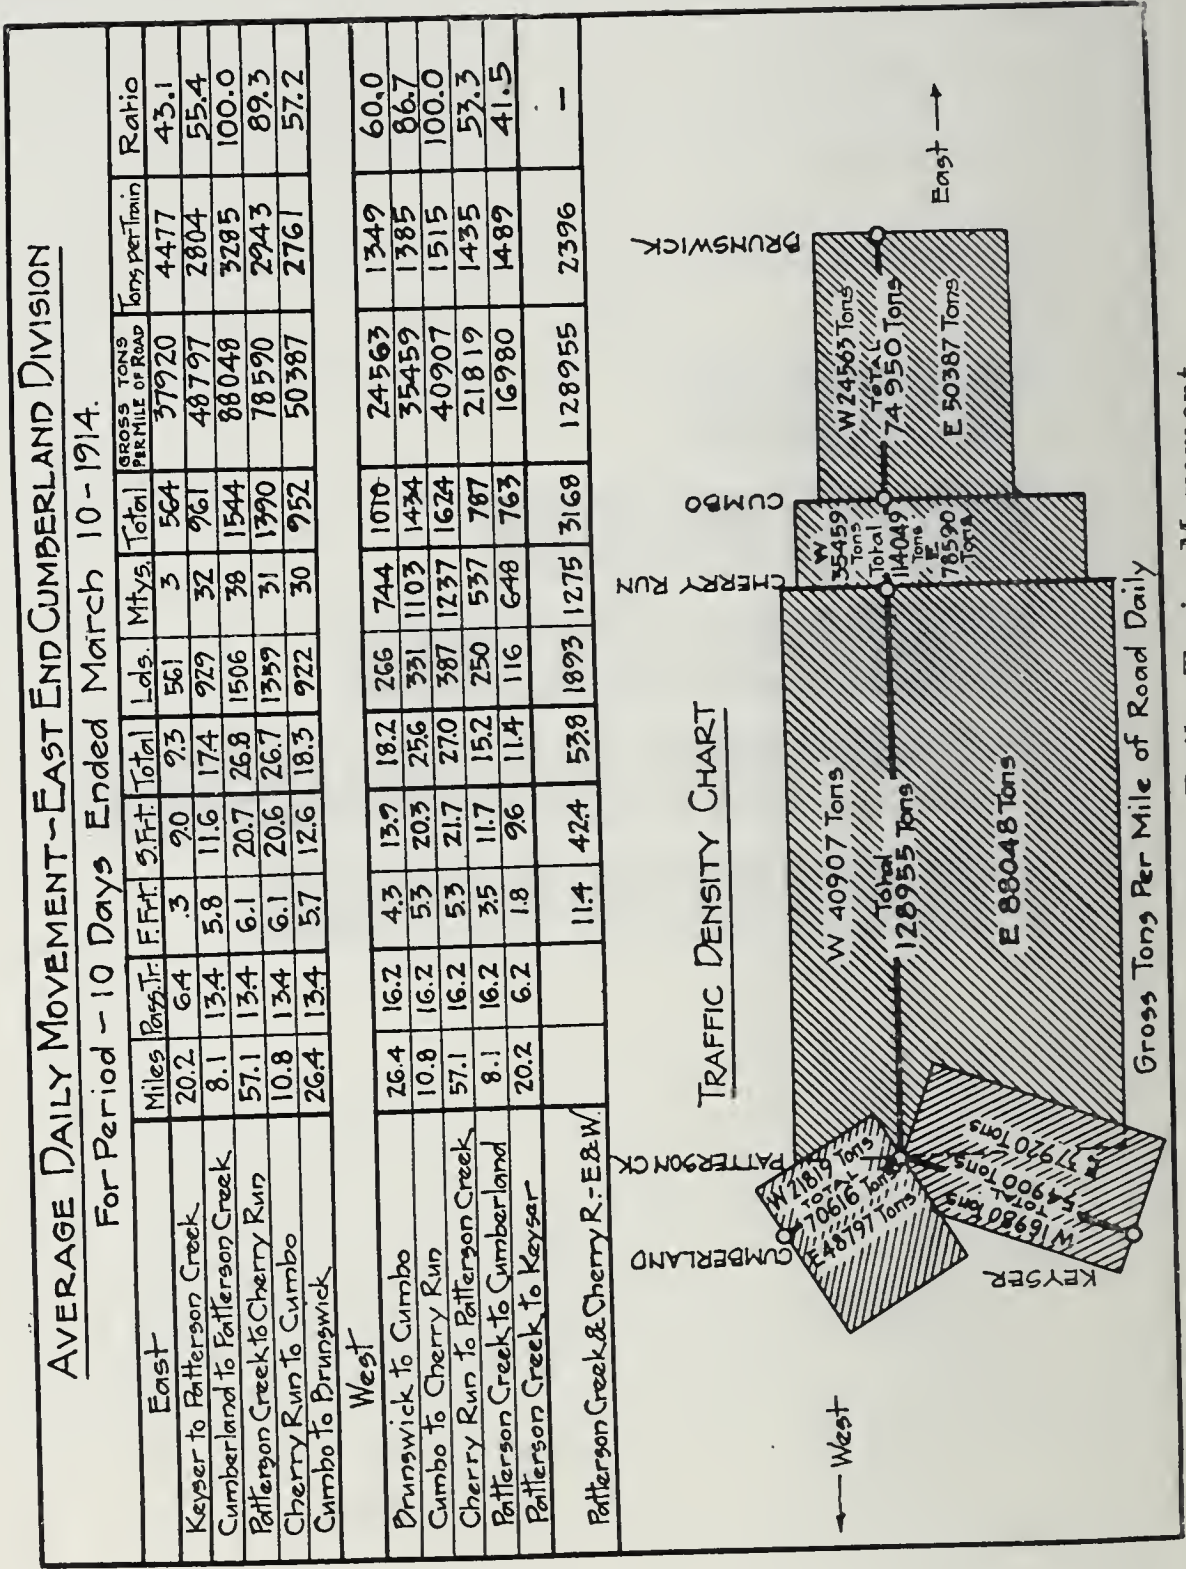 AVERAGE DAILY MOVEMENT-EAST END CUMBERLAND DIVISION
For Period - 10 Days Ended March 10-1914.
East Miles Pass.Tr. F.Frt. S.Frt. Total Lds. Mtys. Total GROSS TONS PER MILE OF ROAD Tons per Train Ratio
Keyser to Patterson Creek 20.2 6.4 .3 9.0 9.3 561 3 564 37920 4477 43.1
Cumberland to Patterson Creek 8.1 13.4 5.8 11.6 17.4 929 32 961 48797 2804 55.4
Patterson Creek to Cherry Run 57.1 13.4 6.1 20.7 26.8 1506 38 1544 88048 3285 100.0
Cherry Run to Cumbo 10.8 13.4 6.1 20.6 26.7 1359 31 1390 78590 2943 89.3
Cumbo to Brunswick 26.4 13.4 5.7 12.6 18.3 922 30 952 50387 2761 57.2
West
Brunswick to Cumbo 26.4 16.2 4.3 13.9 18.2 266 744 1010 24563 1349 60.0
Cumbo to Cherry Run 10.8 16.2 5.3 20.3 25.6 331 1103 1434 35459 1385 86.7
Cherry Run to Patterson Creek 57.1 16.2 5.3 21.7 27.0 387 1237 1624 40907 1515 100.0
Patterson Creek to Cumberland 8.1 16.2 3.5 11.7 15.2 250 537 787 21819 1435 53.3
Patterson Creek to Keyser 20.2 6.2 1.8 9.6 11.4 116 648 763 16980 1489 41.5
Patterson Creek & Cherry R.-E&W. 11.4 42.4 53.8 1893 1275 3168 128955 2396 —
TRAFFIC DENSITY CHART
West
East
CUMBERLAND
PATTERSON CK
CHERRY RUN
CUMBO
BRUNSWICK
KEYSER
W 21819 Tons
TOTAL
70616 Tons
E 48797 Tons
W 16980 Tons
TOTAL
54900 Tons
E 37920 Tons
W 40907 Tons
Total
128955 Tons
E 88048 Tons
W
35459
Tons
Total
114049
Tons
E
78590
Tons
W 24563 Tons
TOTAL
74950 Tons
E 50387 Tons
Gross Tons Per Mile of Road Daily